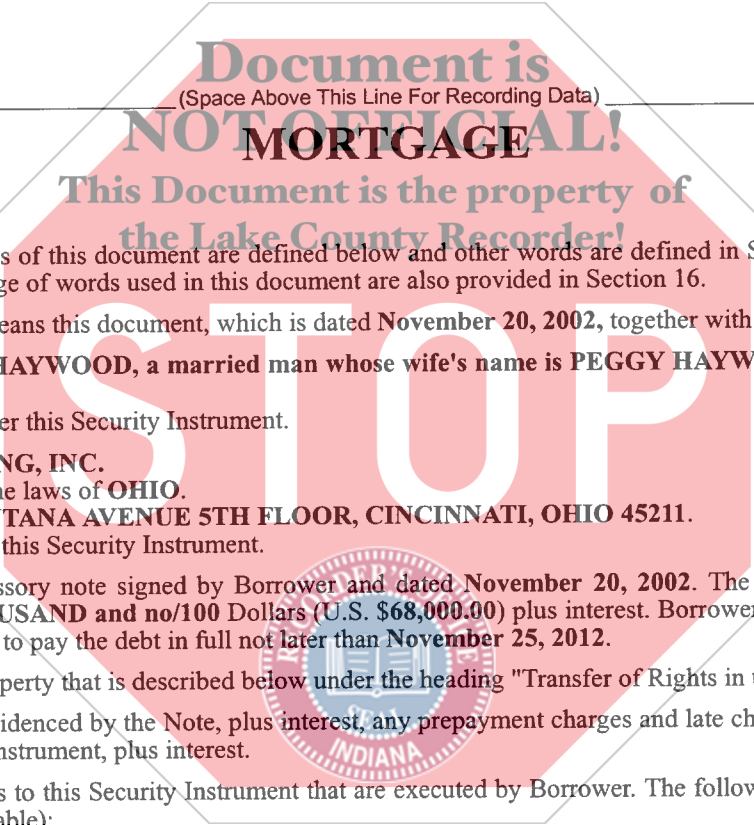 Document is
(Space Above This Line For Recording Data)
NOT OFFICIAL!
MORTGAGE
This Document is the property of
the Lake County Recorder!
s of this document are defined below and other words are defined in S
ge of words used in this document are also provided in Section 16.
eans this document, which is dated November 20, 2002, together with
HAYWOOD, a married man whose wife's name is PEGGY HAYW
er this Security Instrument.
NG, INC.
he laws of OHIO.
TANA AVENUE 5TH FLOOR, CINCINNATI, OHIO 45211.
this Security Instrument.
ssory note signed by Borrower and dated November 20, 2002. The
USAND and no/100 Dollars (U.S. $68,000.00) plus interest. Borrower
to pay the debt in full not later than November 25, 2012.
operty that is described below under the heading "Transfer of Rights in
idenced by the Note, plus interest, any prepayment charges and late ch
nstrument, plus interest.
s to this Security Instrument that are executed by Borrower. The follow
able):
STOP
RECORDER'S OFFICE
SEAL
INDIANA